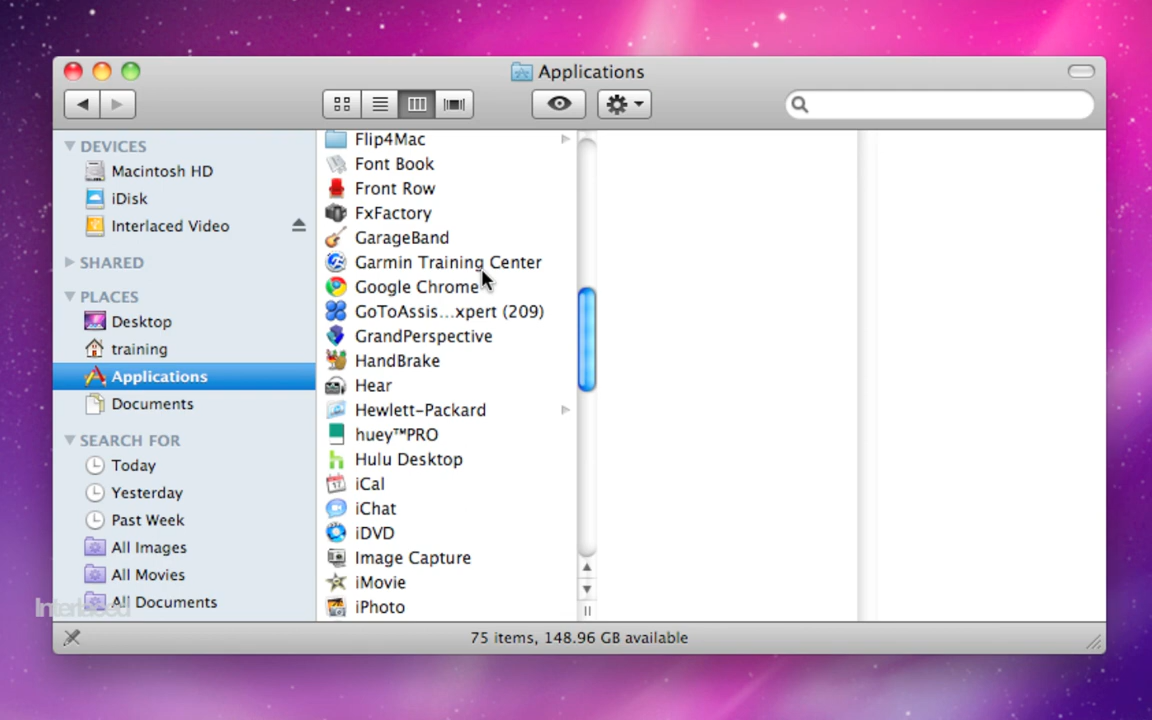 Applications
DEVICES
Macintosh HD
iDisk
Interlaced Video
SHARED
PLACES
Desktop
training
Applications
Documents
SEARCH FOR
Today
Yesterday
Past Week
All Images
All Movies
All Documents
Interlaced
Flip4Mac
Font Book
Front Row
FxFactory
GarageBand
Garmin Training Center
Google Chrome
GoToAssis...xpert (209)
GrandPerspective
HandBrake
Hear
Hewlett-Packard
huey™PRO
Hulu Desktop
iCal
iChat
iDVD
Image Capture
iMovie
iPhoto
75 items, 148.96 GB available